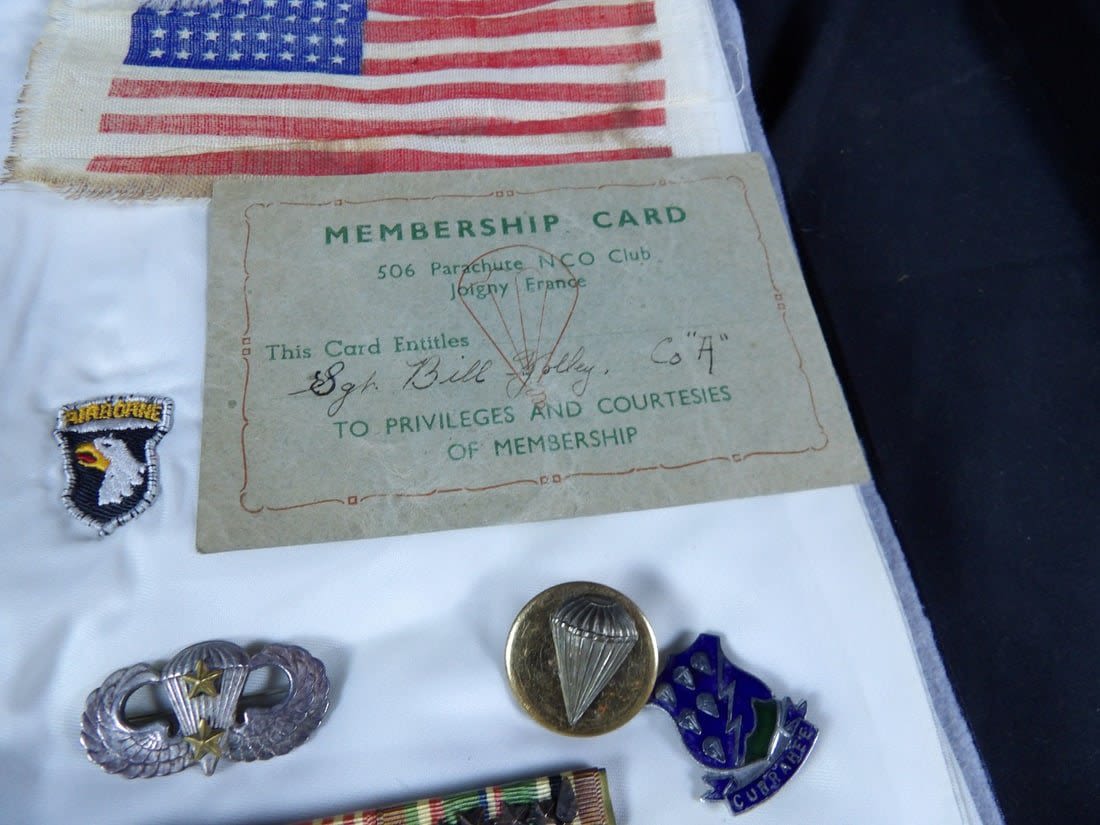 MEMBERSHIP CARD
506 Parachute NCO Club
Joigny France
This Card Entitles
Sgt. Bill Jolley. Co "A"
TO PRIVILEGES AND COURTESIES
OF MEMBERSHIP
AIRBORNE
CURRAHEE